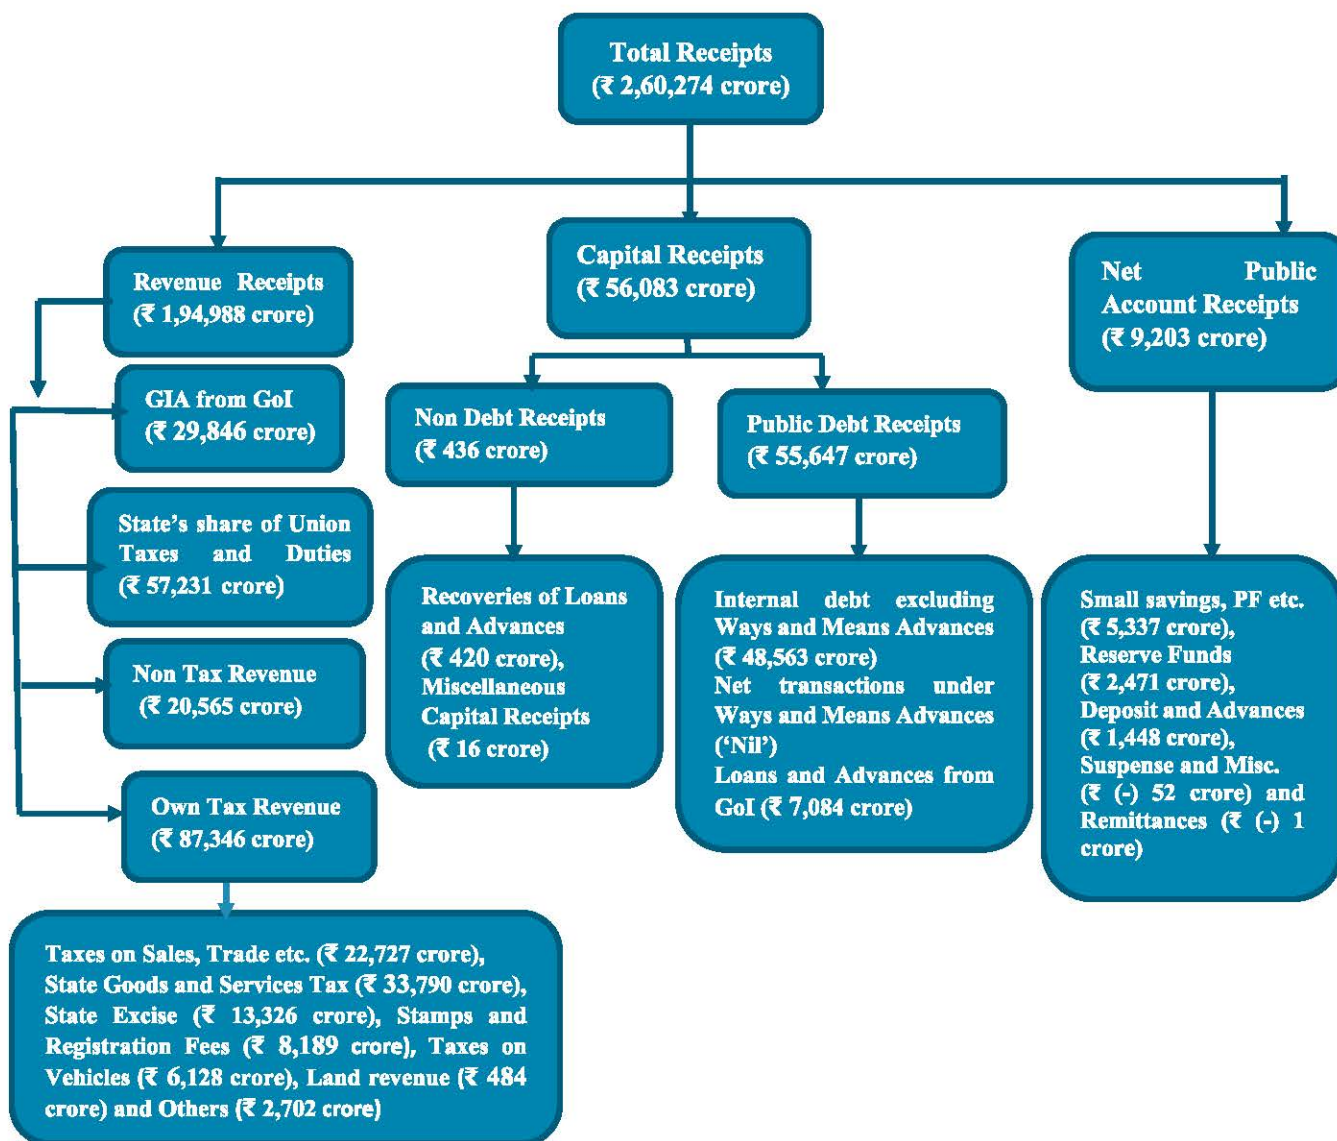 Total Receipts
(₹ 2,60,274 crore)
Revenue Receipts
(₹ 1,94,988 crore)
Capital Receipts
(₹ 56,083 crore)
Net Public
Account Receipts
(₹ 9,203 crore)
GIA from GoI
(₹ 29,846 crore)
State's share of Union
Taxes and Duties
(₹ 57,231 crore)
Non Tax Revenue
(₹ 20,565 crore)
Own Tax Revenue
(₹ 87,346 crore)
Taxes on Sales, Trade etc. (₹ 22,727 crore),
State Goods and Services Tax (₹ 33,790 crore),
State Excise (₹ 13,326 crore), Stamps and
Registration Fees (₹ 8,189 crore), Taxes on
Vehicles (₹ 6,128 crore), Land revenue (₹ 484
crore) and Others (₹ 2,702 crore)
Non Debt Receipts
(₹ 436 crore)
Recoveries of Loans
and Advances
(₹ 420 crore),
Miscellaneous
Capital Receipts
(₹ 16 crore)
Public Debt Receipts
(₹ 55,647 crore)
Internal debt excluding
Ways and Means Advances
(₹ 48,563 crore)
Net transactions under
Ways and Means Advances
(‘Nil’)
Loans and Advances from
GoI (₹ 7,084 crore)
Small savings, PF etc.
(₹ 5,337 crore),
Reserve Funds
(₹ 2,471 crore),
Deposit and Advances
(₹ 1,448 crore),
Suspense and Misc.
(₹ (-) 52 crore) and
Remittances (₹ (-) 1
crore)